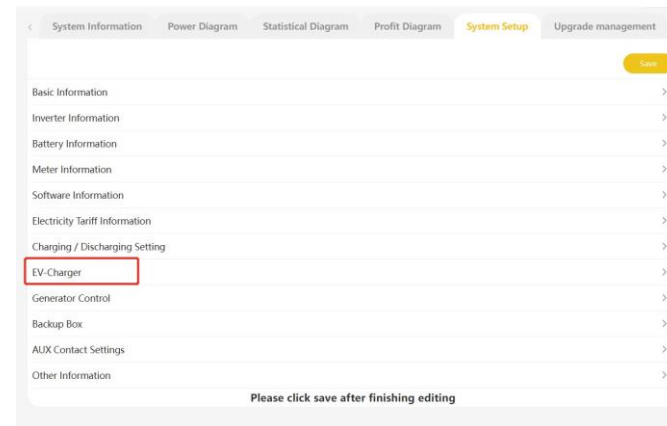 System Information Power Diagram Statistical Diagram Profit Diagram System Setup Upgrade management
Save
Basic Information
Inverter Information
Battery Information
Meter Information
Software Information
Electricity Tariff Information
Charging / Discharging Setting
EV-Charger
Generator Control
Backup Box
AUX Contact Settings
Other Information
Please click save after finishing editing